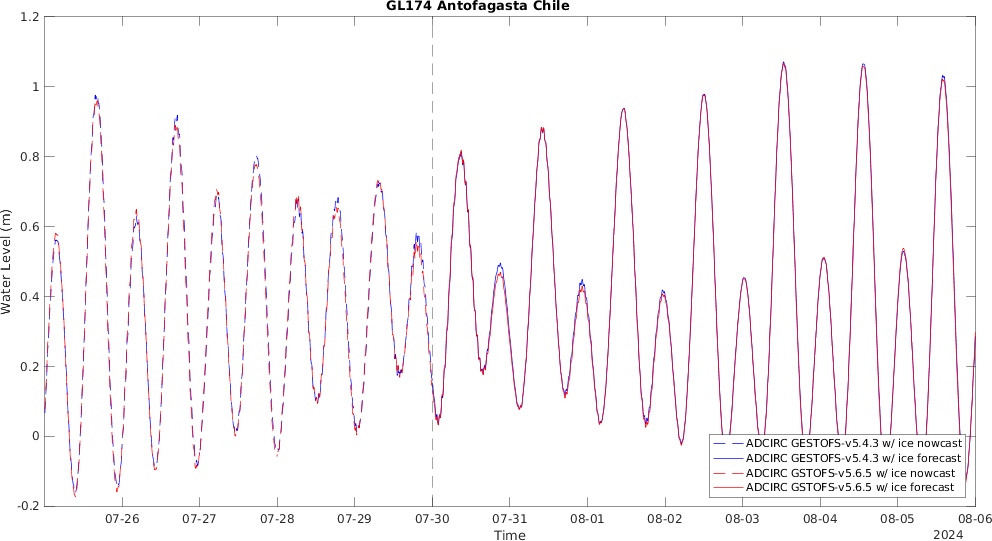 GL174 Antofagasta Chile
1.2
1
0.8
0.6
0.4
0.2
0
-0.2
Water Level (m)
ADCIRC GESTOFS-v5.4.3 w/ ice nowcast
ADCIRC GESTOFS-v5.4.3 w/ ice forecast
ADCIRC GSTOFS-v5.6.5 w/ ice nowcast
ADCIRC GSTOFS-v5.6.5 w/ ice forecast
07-26 07-27 07-28 07-29 07-30 07-31 08-01 08-02 08-03 08-04 08-05 08-06
Time
2024